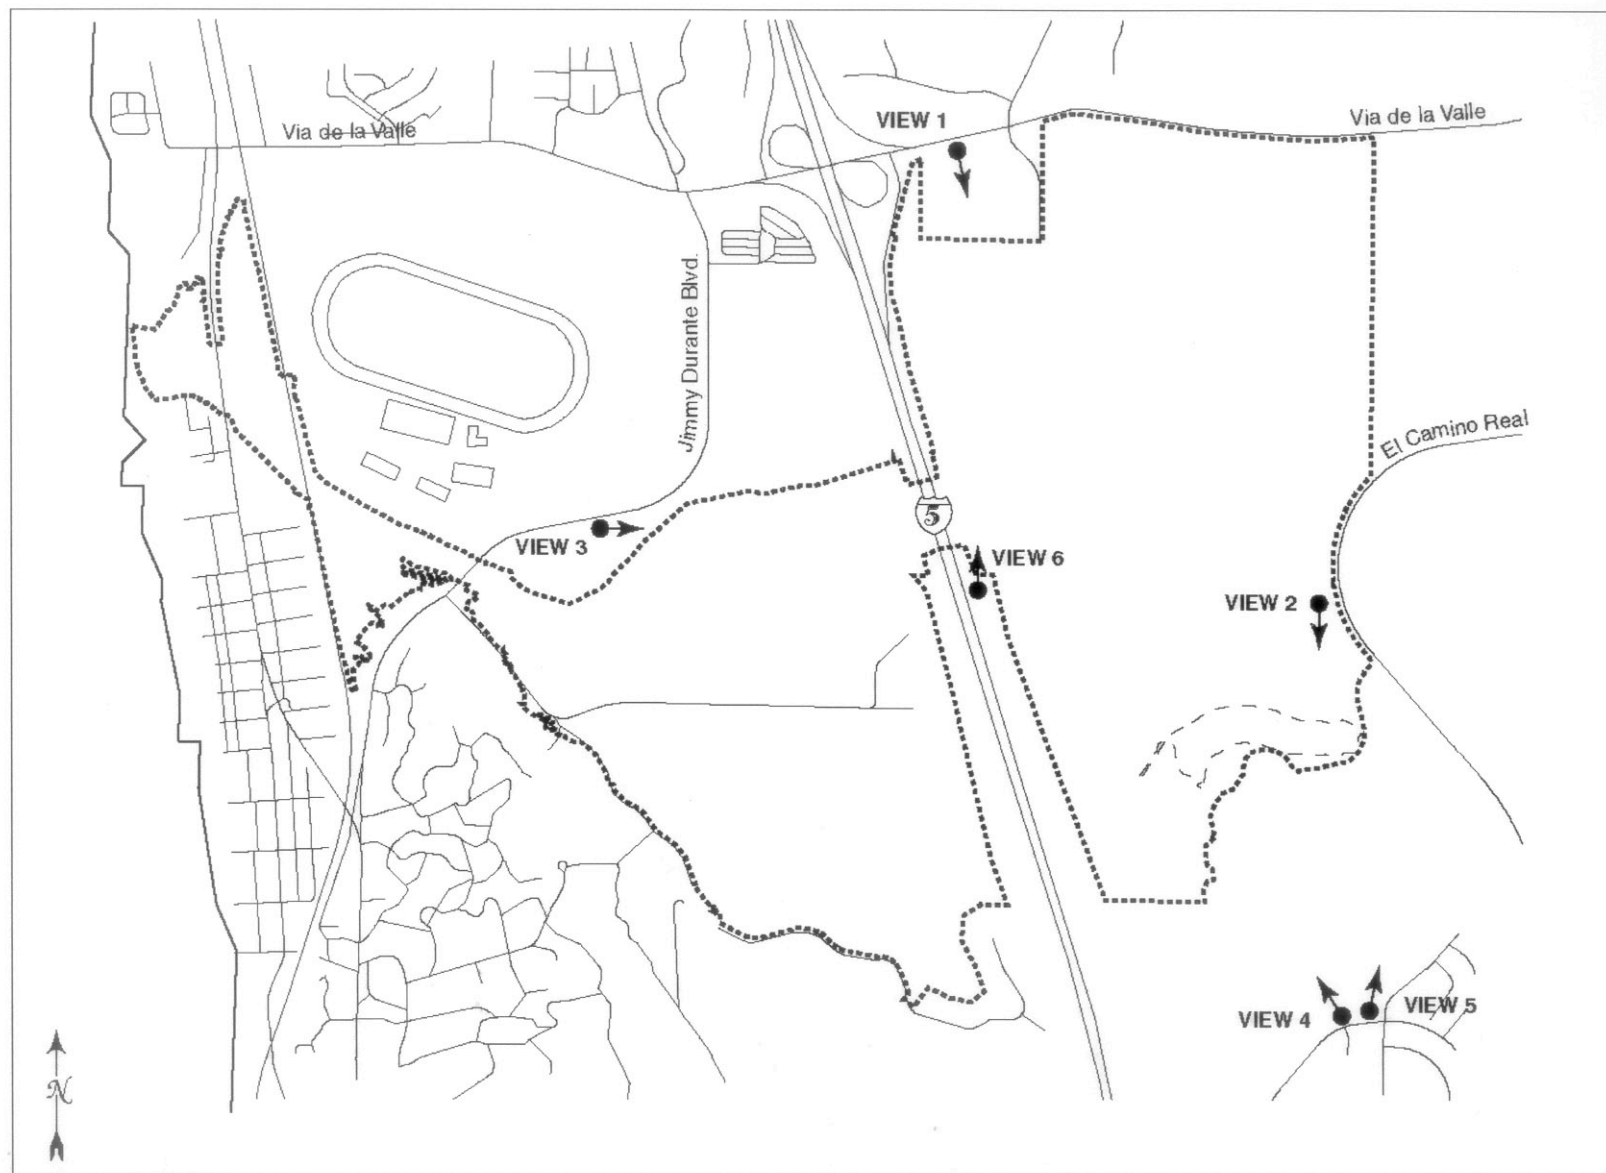 Via de la Valle
VIEW 1
Via de la Valle
Jimmy Durante Blvd.
El Camino Real
5
VIEW 3
VIEW 6
VIEW 2
VIEW 4
VIEW 5
N